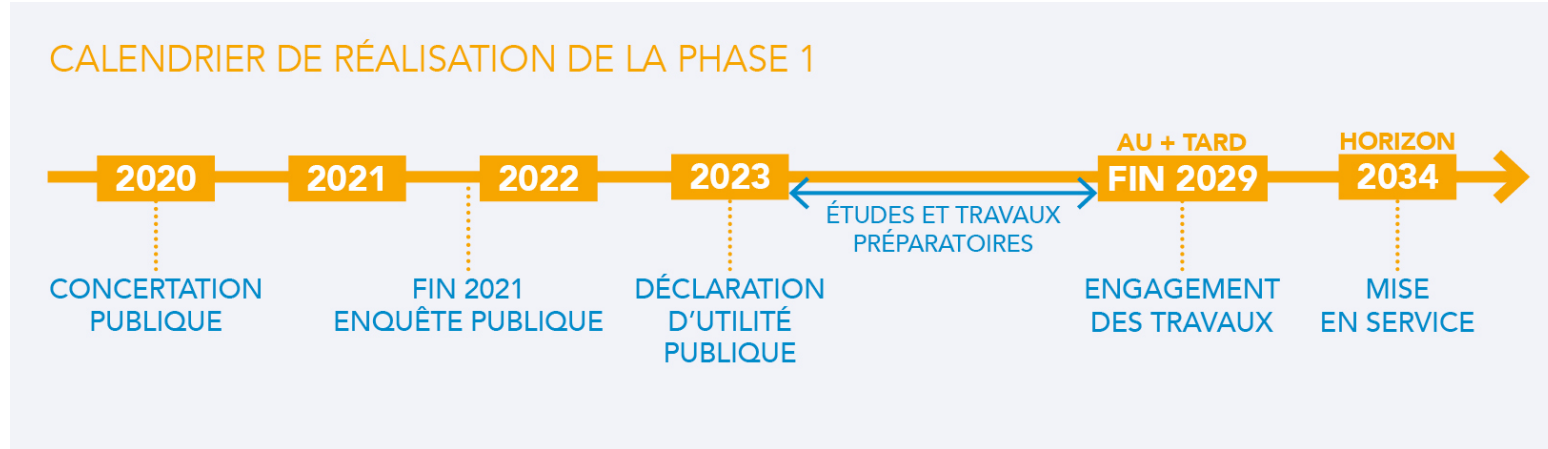 CALENDRIER DE RÉALISATION DE LA PHASE 1
2020
2021
2022
2023
AU + TARD
FIN 2029
HORIZON
2034
ÉTUDES ET TRAVAUX
PRÉPARATOIRES
CONCERTATION
PUBLIQUE
FIN 2021
ENQUÊTE PUBLIQUE
DÉCLARATION
D'UTILITÉ
PUBLIQUE
ENGAGEMENT
DES TRAVAUX
MISE
EN SERVICE